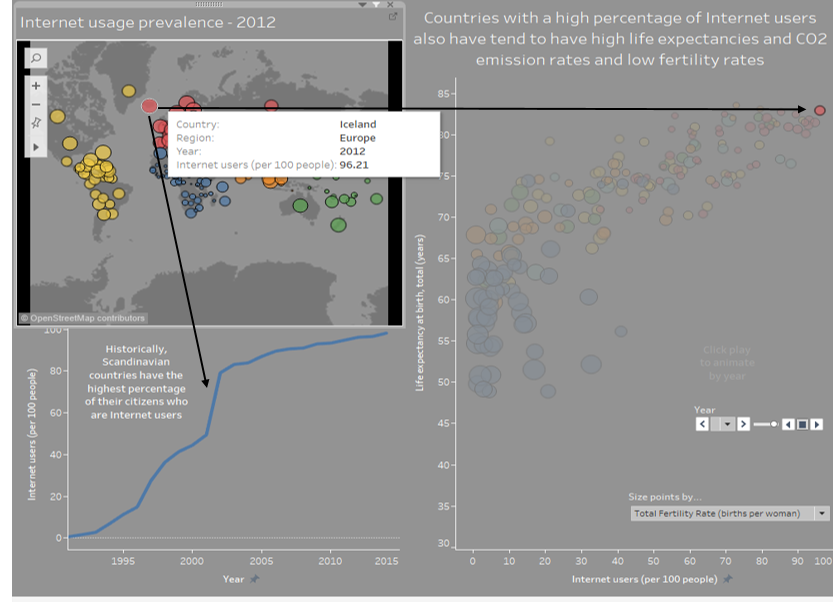 Internet usage prevalence - 2012
Countries with a high percentage of Internet users
also have tend to have high life expectancies and CO2
emission rates and low fertility rates
Country: Iceland
Region: Europe
Year: 2012
Internet users (per 100 people): 96.21
© OpenStreetMap contributors
Historically,
Scandinavian
countries have the
highest percentage
of their citizens who
are Internet users
Internet users (per 100 people)
100
80
60
40
20
0
1995 2000 2005 2010 2015
Year
Life expectancy at birth, total (years)
85
80
75
70
65
60
55
50
45
40
35
30
Click play
to animate
by year
Year
Size points by...
Total Fertility Rate (births per woman)
0 10 20 30 40 50 60 70 80 90 100
Internet users (per 100 people)